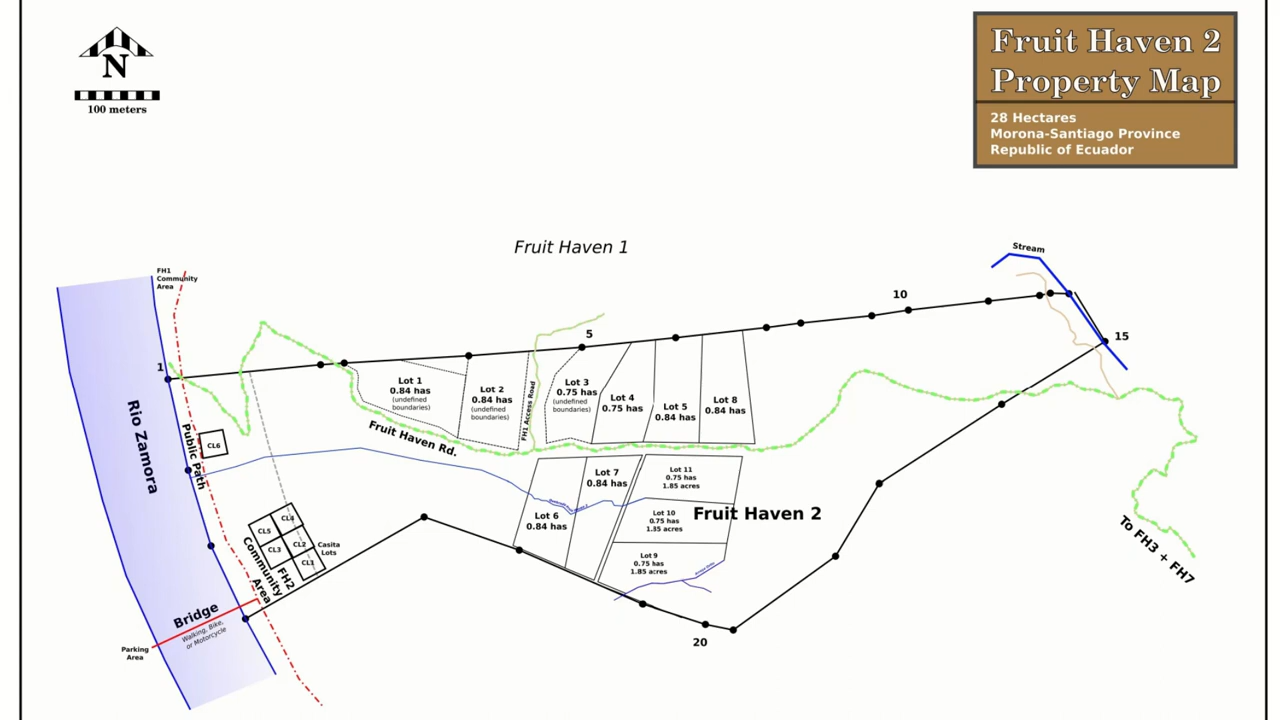 N
100 meters
Fruit Haven 2
Property Map
28 Hectares
Morona-Santiago Province
Republic of Ecuador
Fruit Haven 1
Stream
FH1
Community
Area
10
5
15
1
Lot 1
0.84 has
(undefined
boundaries)
Lot 2
0.84 has
(undefined
boundaries)
FH1 Access Road
Lot 3
0.75 has
(undefined
boundaries)
Lot 4
0.75 has
Lot 5
0.84 has
Lot 8
0.84 has
Rio Zamora
Public Path
CL6
Fruit Haven Rd.
Lot 7
0.84 has
Lot 11
0.75 has
1.85 acres
Lot 6
0.84 has
Lot 10
0.75 has
1.35 acres
Fruit Haven 2
Lot 9
0.75 has
1.85 acres
CL4
CL5
CL2
CL3
CL1
Casita
Lots
FH2
Community
Area
To FH3 + FH7
Bridge
Walking, Bike,
or Motorcycle
Parking
Area
20